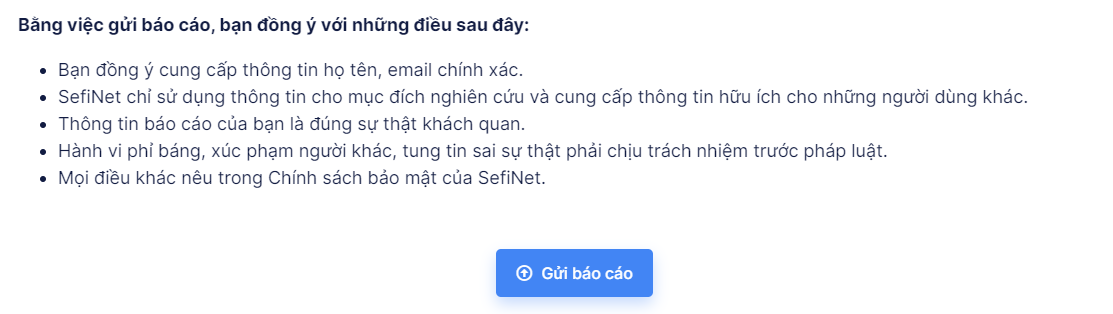 Bằng việc gửi báo cáo, bạn đồng ý với những điều sau đây:
• Bạn đồng ý cung cấp thông tin họ tên, email chính xác.
• SefiNet chỉ sử dụng thông tin cho mục đích nghiên cứu và cung cấp thông tin hữu ích cho những người dùng khác.
• Thông tin báo cáo của bạn là đúng sự thật khách quan.
• Hành vi phỉ báng, xúc phạm người khác, tung tin sai sự thật phải chịu trách nhiệm trước pháp luật.
• Mọi điều khác nêu trong Chính sách bảo mật của SefiNet.
Gửi báo cáo